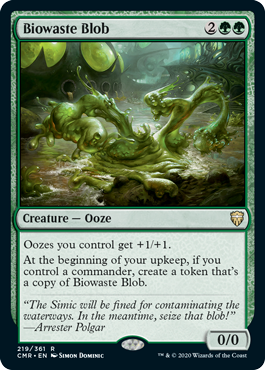 Biowaste Blob 2
Creature — Ooze
Oozes you control get +1/+1.
At the beginning of your upkeep, if you
control a commander, create a token that's
a copy of Biowaste Blob.
“The Simic will be fined for contaminating the
waterways. In the meantime, seize that blob!”
—Arrester Polgar
0/0
219/361 R
CMR • EN SIMON DOMINIC ™ & © 2020 Wizards of the Coast